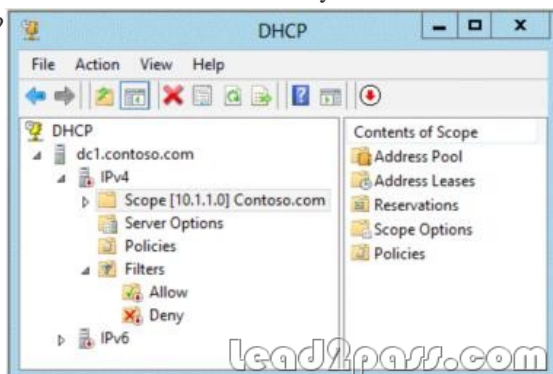 ?
DHCP
File Action View Help
DHCP
dc1.contoso.com
IPv4
Scope [10.1.1.0] Contoso.com
Server Options
Policies
Filters
Allow
Deny
IPv6
Contents of Scope
Address Pool
Address Leases
Reservations
Scope Options
Policies
Lead2pass.com